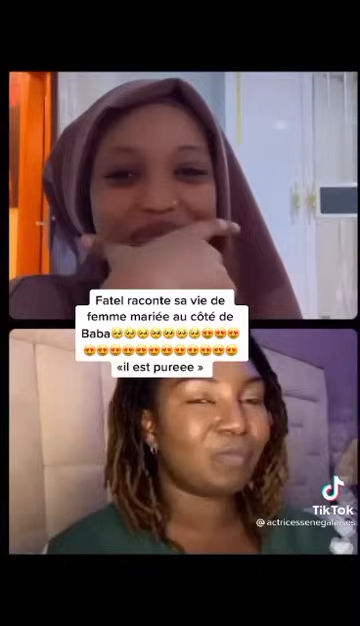 Fatel raconte sa vie de
femme mariée au côté de
Baba🥹🥹🥹🥹🥹🥹🥹😍😍😍
😍😍😍😍😍😍😍😍😍😍😍😍
«il est pureee »
TikTok
@actricessenegalaises